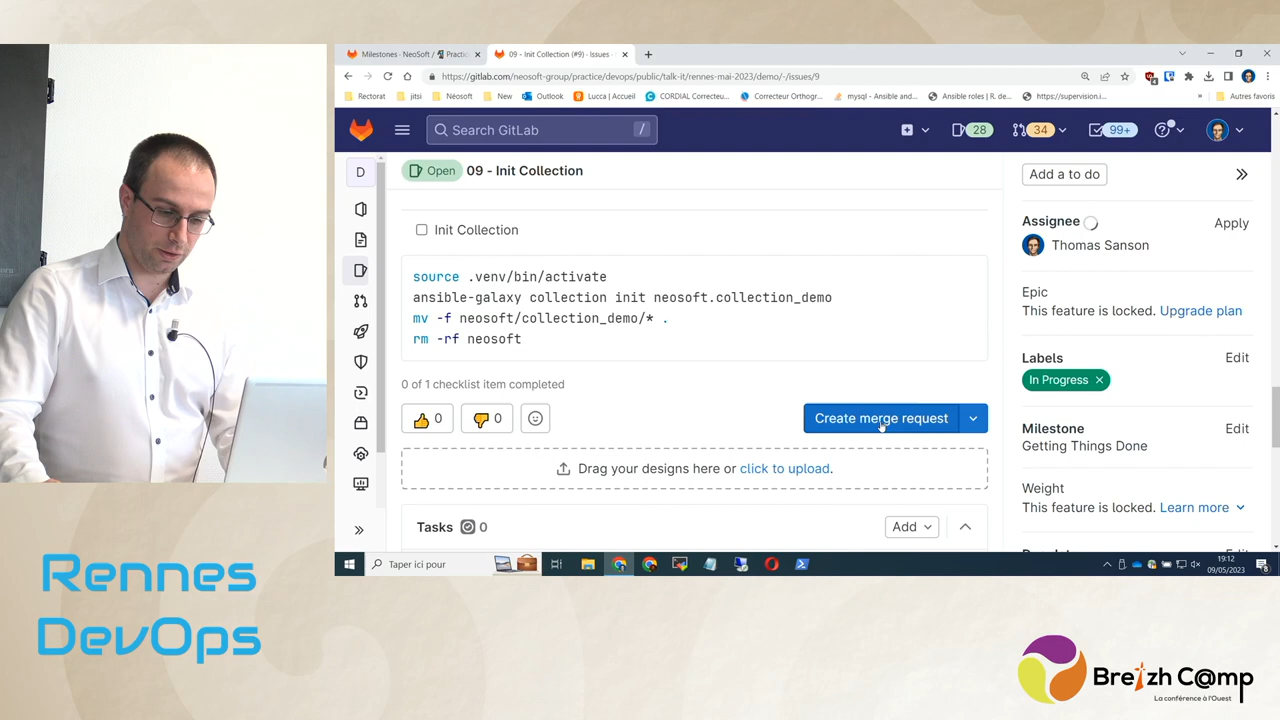 Milestones · NeoSoft /
Practic
09 - Init Collection (#9) · Issues ·
https://gitlab.com/neosoft-group/practice/devops/public/talk-it/rennes-mai-2023/demo/-/issues/9
Rectorat
jitsi
Néosoft
New
Outlook
Lucca | Accueil
CORDIAL Correcteu...
Correcteur Orthogr...
mysql - Ansible and...
Ansible roles | R. de...
https://supervision.i...
»
Autres favoris
Search GitLab
/
28
34
99+
D
Open
09 - Init Collection
Add a to do
Init Collection
Assignee
Apply
Thomas Sanson
source .venv/bin/activate
ansible-galaxy collection init neosoft.collection_demo
mv -f neosoft/collection_demo/* .
rm -rf neosoft
Epic
This feature is locked. Upgrade plan
Labels
Edit
In Progress
0 of 1 checklist item completed
0
0
Create merge request
Milestone
Edit
Getting Things Done
Drag your designs here or click to upload.
Weight
This feature is locked. Learn more
Tasks
0
Add
Edit
Taper ici pour
19:12
09/05/2023
8
Rennes
DevOps
Breizh C@mp
La conférence à l'Ouest